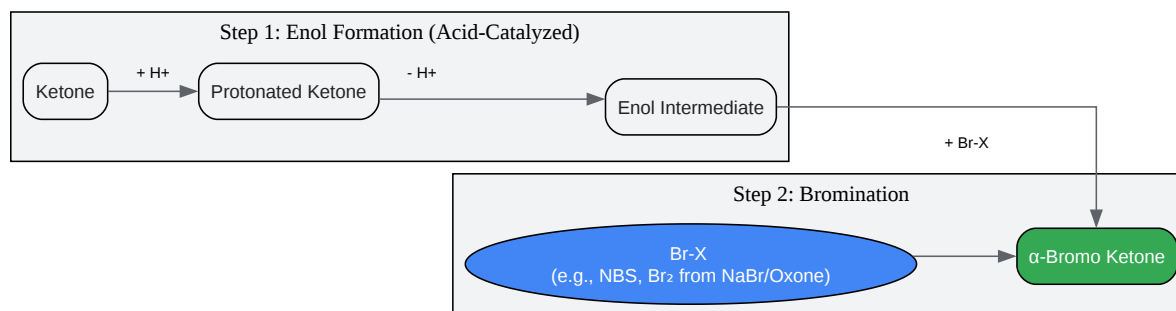 Step 1: Enol Formation (Acid-Catalyzed)
Ketone
+ H+
Protonated Ketone
- H+
Enol Intermediate
+ Br-X
Step 2: Bromination
Br-X
(e.g., NBS, Br₂ from NaBr/Oxone)
α-Bromo Ketone